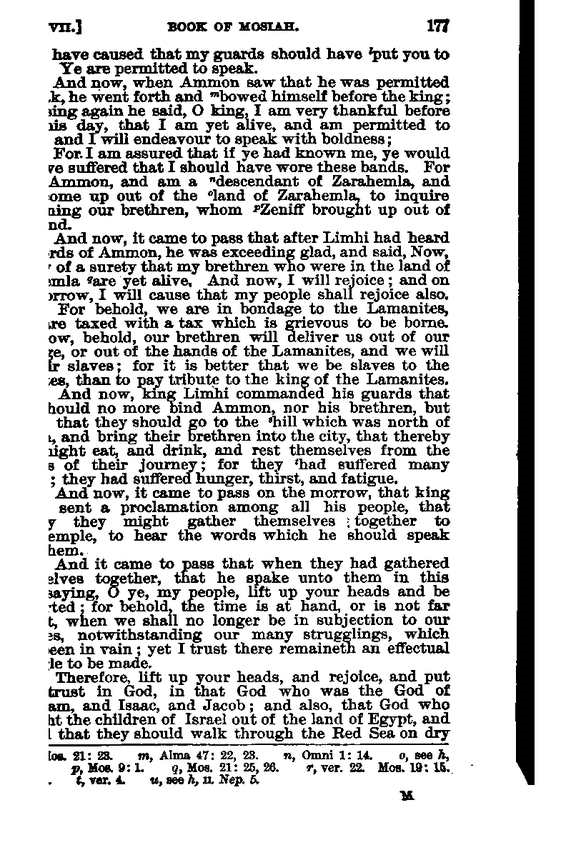 VII.] BOOK OF MOSIAH. 177
have caused that my guards should have ʳput you to
Ye are permitted to speak.
And now, when Ammon saw that he was permitted
k, he went forth and ᵐbowed himself before the king;
ing again he said, O king, I am very thankful before
is day, that I am yet alive, and am permitted to
and I will endeavour to speak with boldness;
For I am assured that if ye had known me, ye would
ve suffered that I should have wore these bands. For
Ammon, and am a ⁿdescendant of Zarahemla, and
ome up out of the ᵒland of Zarahemla, to inquire
ning our brethren, whom ᵖZeniff brought up out of
nd.
And now, it came to pass that after Limhi had heard
rds of Ammon, he was exceeding glad, and said, Now,
of a surety that my brethren who were in the land of
mla ᑫare yet alive. And now, I will rejoice; and on
orrow, I will cause that my people shall rejoice also.
For behold, we are in bondage to the Lamanites,
re taxed with a tax which is grievous to be borne.
ow, behold, our brethren will deliver us out of our
ge, or out of the hands of the Lamanites, and we will
ir slaves; for it is better that we be slaves to the
es, than to pay tribute to the king of the Lamanites.
And now, king Limhi commanded his guards that
hould no more bind Ammon, nor his brethren, but
that they should go to the ˢhill which was north of
, and bring their brethren into the city, that thereby
ight eat, and drink, and rest themselves from the
s of their journey; for they ᵗhad suffered many
; they had suffered hunger, thirst, and fatigue.
And now, it came to pass on the morrow, that king
sent a proclamation among all his people, that
y they might gather themselves together to
emple, to hear the words which he should speak
hem.
And it came to pass that when they had gathered
elves together, that he spake unto them in this
saying, O ye, my people, lift up your heads and be
rted; for behold, the time is at hand, or is not far
t, when we shall no longer be in subjection to our
es, notwithstanding our many strugglings, which
een in vain; yet I trust there remaineth an effectual
le to be made.
Therefore, lift up your heads, and rejoice, and put
trust in God, in that God who was the God of
am, and Isaac, and Jacob; and also, that God who
ht the children of Israel out of the land of Egypt, and
l that they should walk through the Red Sea on dry
Mos. 21: 23. m, Alma 47: 22, 23. n, Omni 1: 14. o, see h,
p, Mos. 9: 1. q, Mos. 21: 25, 26. r, ver. 22. Mos. 19: 15.
t, ver. 4. u, see h, II. Nep. 5.
M